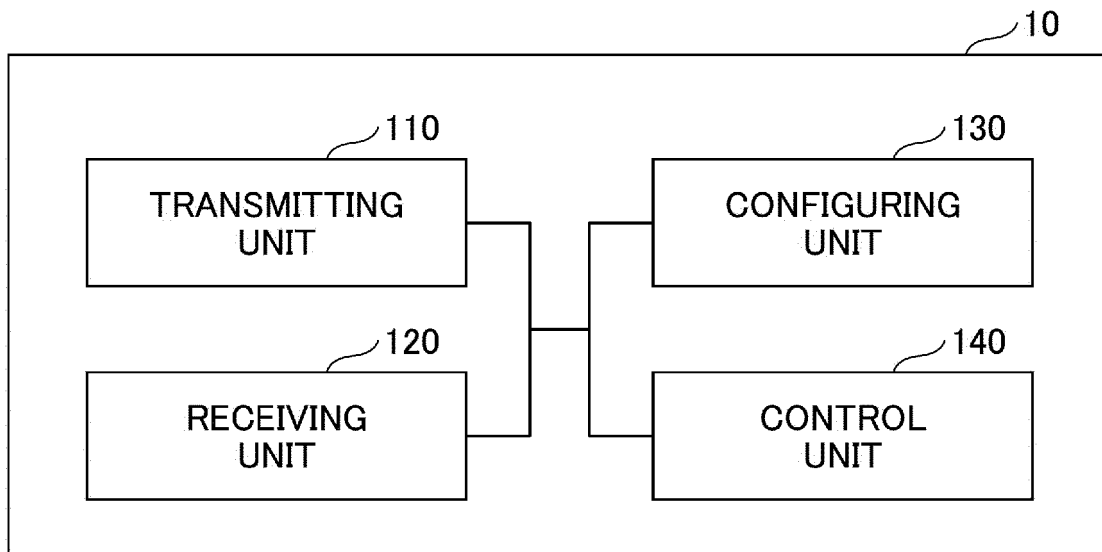 10
110
TRANSMITTING
UNIT
130
CONFIGURING
UNIT
120
RECEIVING
UNIT
140
CONTROL
UNIT